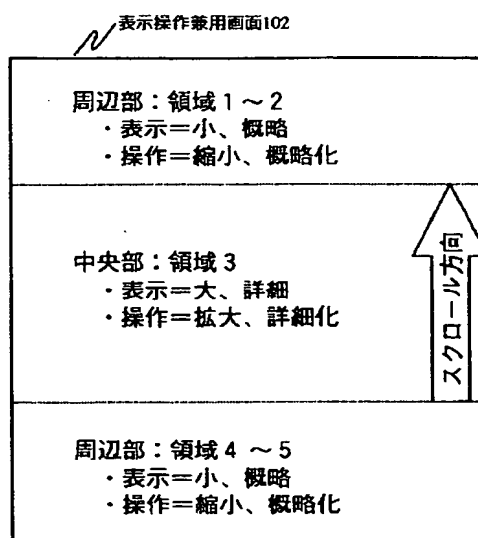 表示操作兼用画面102
周辺部：領域1～2
・表示＝小、概略
・操作＝縮小、概略化
中央部：領域3
・表示＝大、詳細
・操作＝拡大、詳細化
スクロール方向
周辺部：領域4 ～5
・表示＝小、概略
・操作＝縮小、概略化